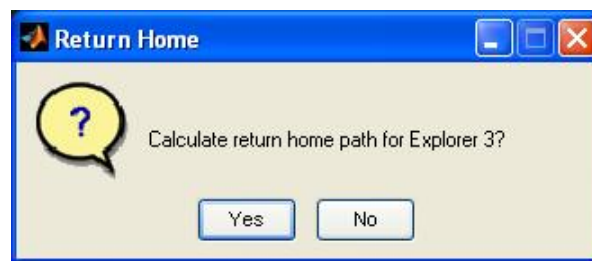 Return Home
?
Calculate return home path for Explorer 3?
Yes
No